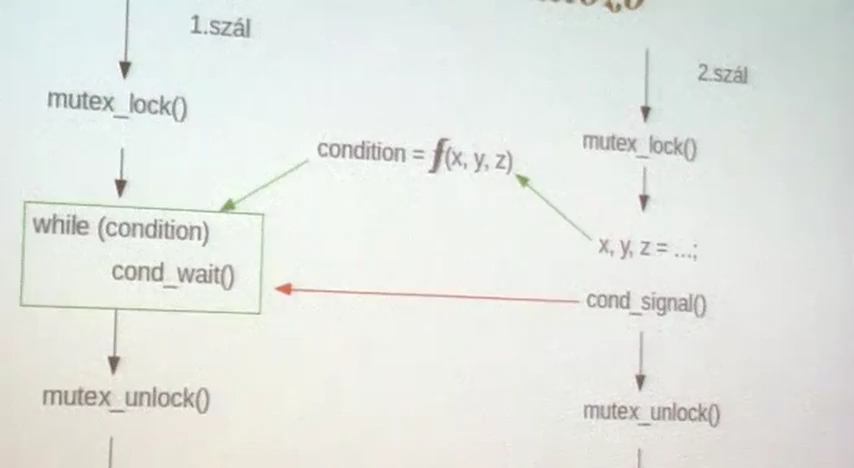 1.szál
mutex_lock()
while (condition)
cond_wait()
mutex_unlock()
condition = f(x, y, z)
2.szál
mutex_lock()
x, y, z = ...;
cond_signal()
mutex_unlock()